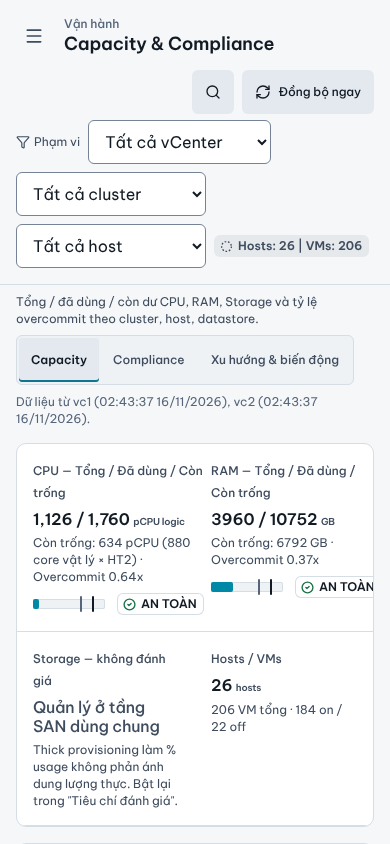 Vận hành
Capacity & Compliance
Đồng bộ ngay
Phạm vi
Tất cả vCenter
Tất cả cluster
Tất cả host
Hosts: 26 | VMs: 206
Tổng / đã dùng / còn dư CPU, RAM, Storage và tỷ lệ
overcommit theo cluster, host, datastore.
Capacity
Compliance
Xu hướng & biến động
Dữ liệu từ vc1 (02:43:37 16/11/2026), vc2 (02:43:37
16/11/2026).
CPU — Tổng / Đã dùng / Còn
trống
1,126 / 1,760 pCPU logic
Còn trống: 634 pCPU (880
core vật lý × HT2) ·
Overcommit 0.64x
AN TOÀN
RAM — Tổng / Đã dùng /
Còn trống
3960 / 10752 GB
Còn trống: 6792 GB ·
Overcommit 0.37x
AN TOÀN
Storage — không đánh
giá
Quản lý ở tầng
SAN dùng chung
Thick provisioning làm %
usage không phản ánh
dung lượng thực. Bật lại
trong "Tiêu chí đánh giá".
Hosts / VMs
26 hosts
206 VM tổng · 184 on /
22 off